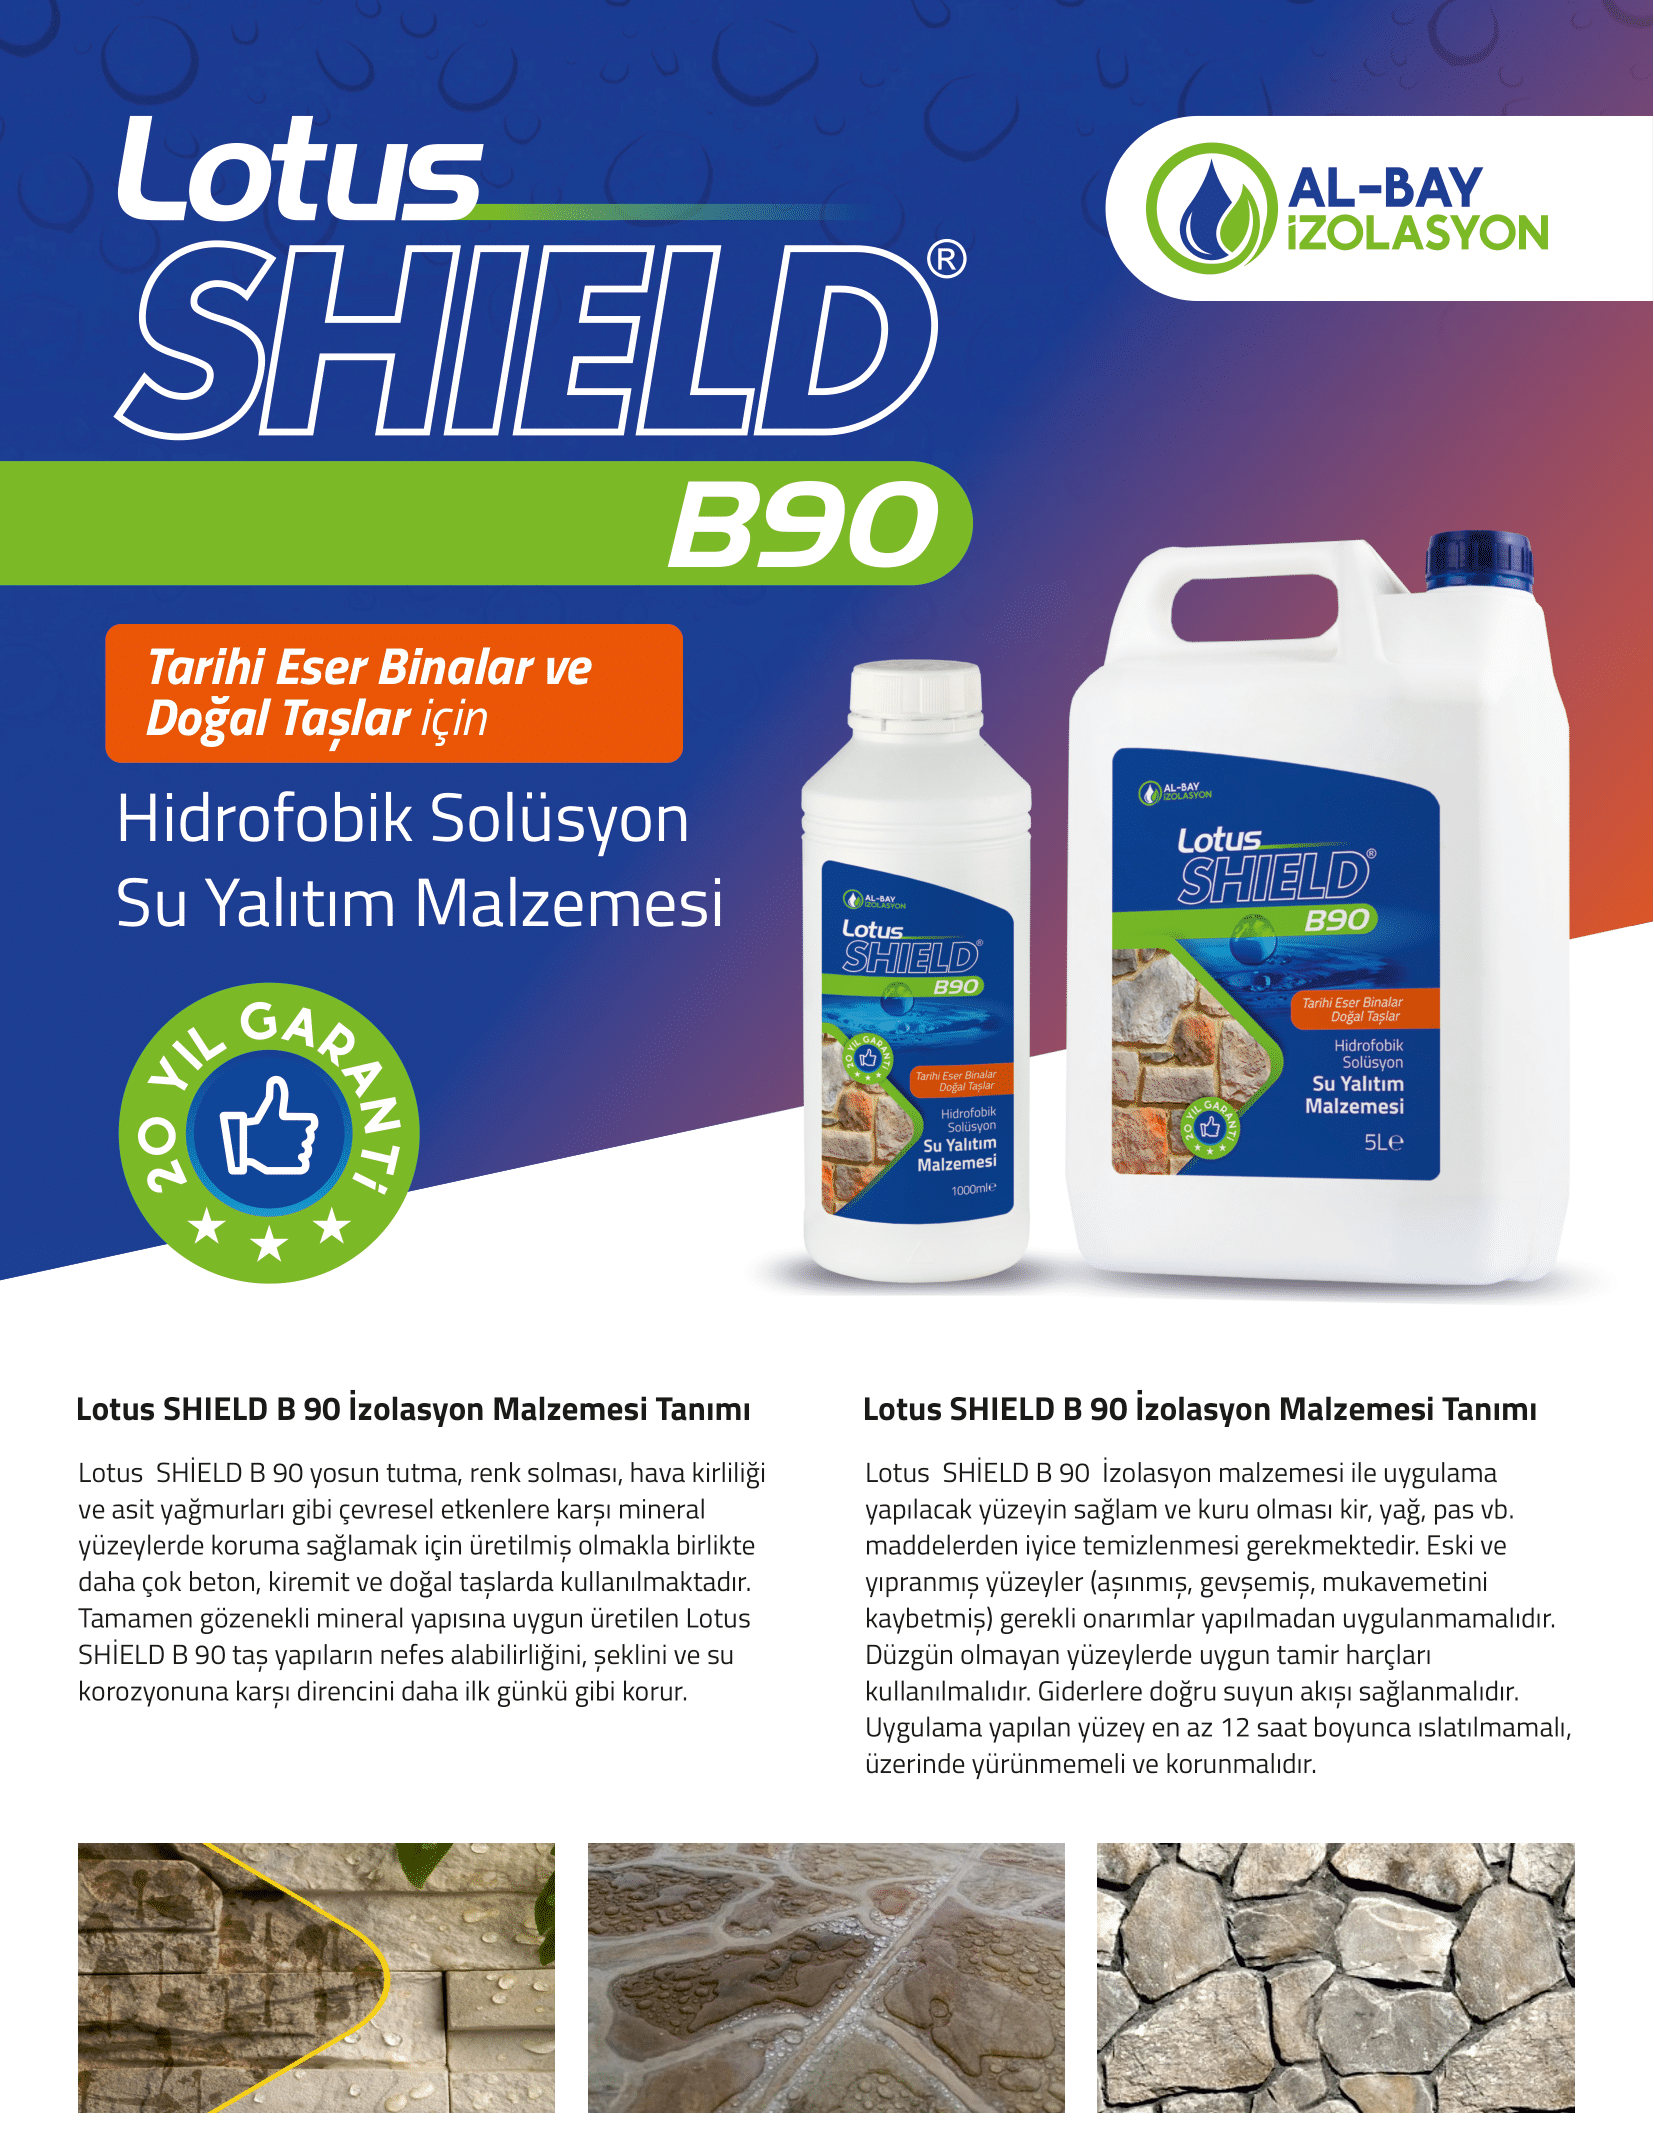 Lotus
SHIELD®
B90
AL-BAY
İZOLASYON
Tarihi Eser Binalar ve
Doğal Taşlar için
Hidrofobik Solüsyon
Su Yalıtım Malzemesi
20 YIL GARANTİ
AL-BAY
İZOLASYON
Lotus
SHIELD®
B90
20 YIL GARANTİ
Tarihi Eser Binalar
Doğal Taşlar
Hidrofobik
Solüsyon
Su Yalıtım
Malzemesi
1000ml℮
AL-BAY
İZOLASYON
Lotus
SHIELD®
B90
Tarihi Eser Binalar
Doğal Taşlar
Hidrofobik
Solüsyon
Su Yalıtım
Malzemesi
20 YIL GARANTİ
5L℮
Lotus SHIELD B 90 İzolasyon Malzemesi Tanımı
Lotus  SHİELD B 90 yosun tutma, renk solması, hava kirliliği
ve asit yağmurları gibi çevresel etkenlere karşı mineral
yüzeylerde koruma sağlamak için üretilmiş olmakla birlikte
daha çok beton, kiremit ve doğal taşlarda kullanılmaktadır.
Tamamen gözenekli mineral yapısına uygun üretilen Lotus
SHİELD B 90 taş yapıların nefes alabilirliğini, şeklini ve su
korozyonuna karşı direncini daha ilk günkü gibi korur.
Lotus SHIELD B 90 İzolasyon Malzemesi Tanımı
Lotus  SHİELD B 90  İzolasyon malzemesi ile uygulama
yapılacak yüzeyin sağlam ve kuru olması kir, yağ, pas vb.
maddelerden iyice temizlenmesi gerekmektedir. Eski ve
yıpranmış yüzeyler (aşınmış, gevşemiş, mukavemetini
kaybetmiş) gerekli onarımlar yapılmadan uygulanmamalıdır.
Düzgün olmayan yüzeylerde uygun tamir harçları
kullanılmalıdır. Giderlere doğru suyun akışı sağlanmalıdır.
Uygulama yapılan yüzey en az 12 saat boyunca ıslatılmamalı,
üzerinde yürünmemeli ve korunmalıdır.